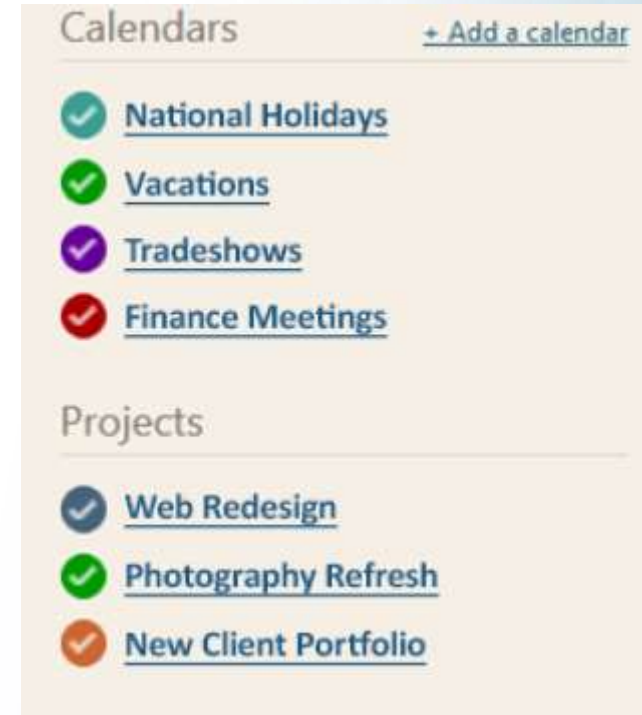 Calendars + Add a calendar
National Holidays
Vacations
Tradeshows
Finance Meetings
Projects
Web Redesign
Photography Refresh
New Client Portfolio